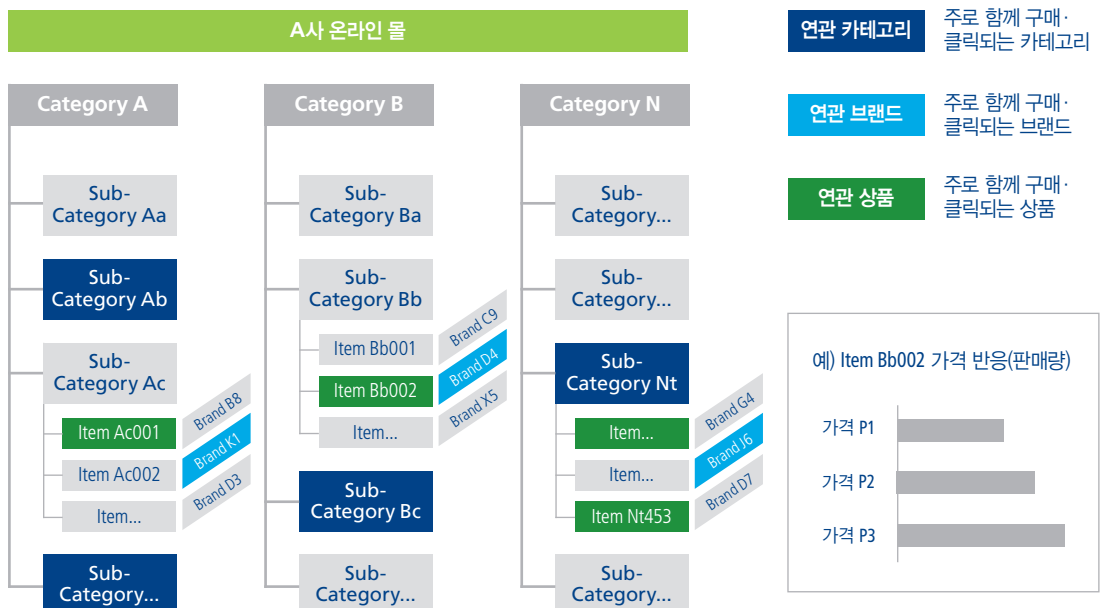 A사 온라인 몰
Category A
Sub-
Category Aa
Sub-
Category Ab
Sub-
Category Ac
Item Ac001
Brand B8
Item Ac002
Brand K1
Item...
Brand D3
Sub-
Category...
Category B
Sub-
Category Ba
Sub-
Category Bb
Item Bb001
Brand C9
Item Bb002
Brand D4
Item...
Brand X5
Sub-
Category Bc
Sub-
Category...
Category N
Sub-
Category...
Sub-
Category...
Sub-
Category Nt
Item...
Brand G4
Item...
Brand J6
Item Nt453
Brand D7
Sub-
Category...
연관 카테고리
주로 함께 구매·
클릭되는 카테고리
연관 브랜드
주로 함께 구매·
클릭되는 브랜드
연관 상품
주로 함께 구매·
클릭되는 상품
예) Item Bb002 가격 반응(판매량)
가격 P1
가격 P2
가격 P3